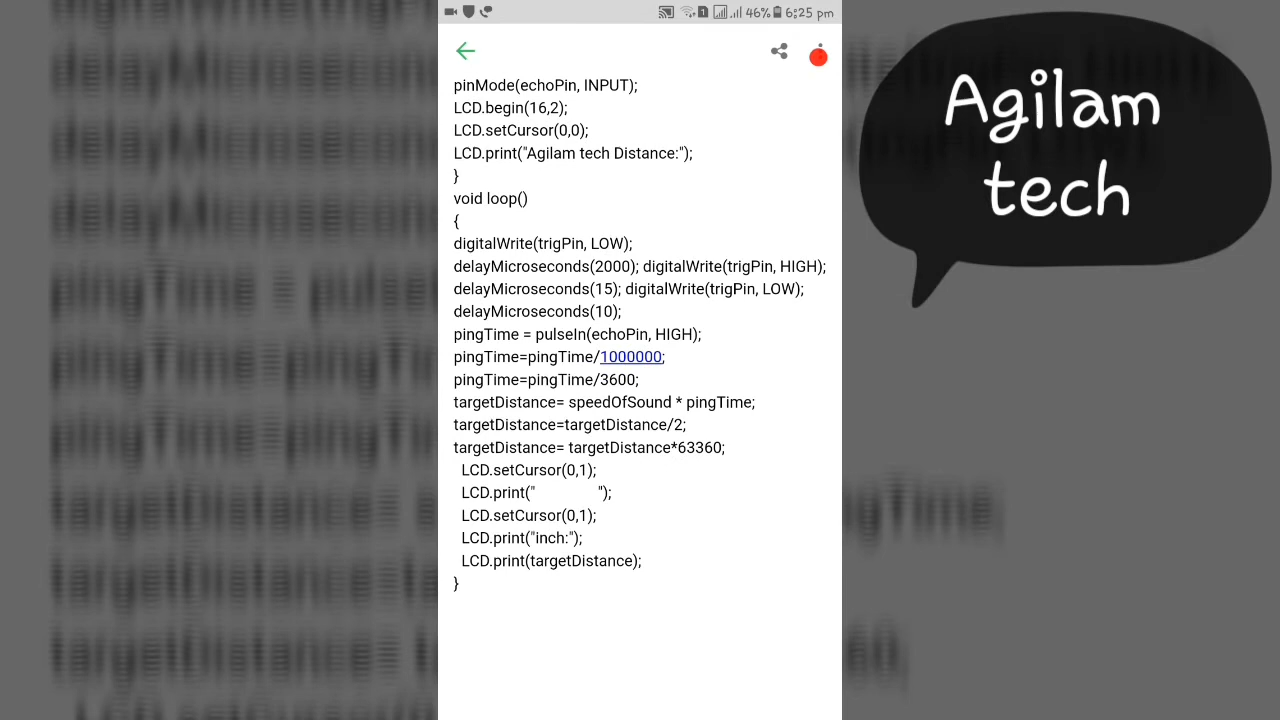 46% 6:25 pm
pinMode(echoPin, INPUT);
LCD.begin(16,2);
LCD.setCursor(0,0);
LCD.print("Agilam tech Distance:");
}
void loop()
{
digitalWrite(trigPin, LOW);
delayMicroseconds(2000); digitalWrite(trigPin, HIGH);
delayMicroseconds(15); digitalWrite(trigPin, LOW);
delayMicroseconds(10);
pingTime = pulseIn(echoPin, HIGH);
pingTime=pingTime/1000000;
pingTime=pingTime/3600;
targetDistance= speedOfSound * pingTime;
targetDistance=targetDistance/2;
targetDistance= targetDistance*63360;
LCD.setCursor(0,1);
LCD.print("                ");
LCD.setCursor(0,1);
LCD.print("inch:");
LCD.print(targetDistance);
}
Agilam
tech